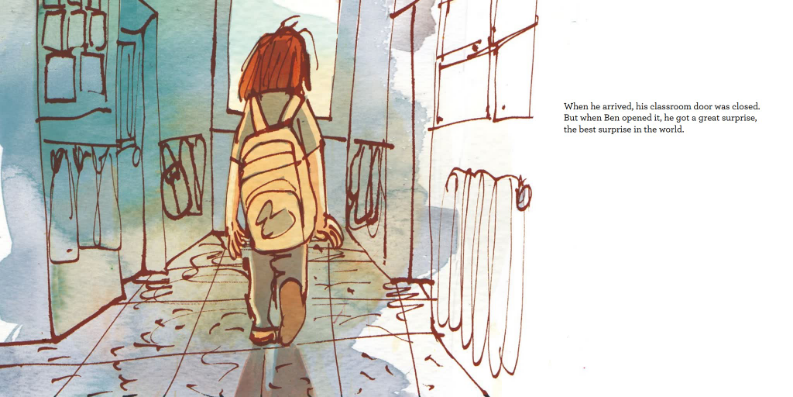 When he arrived, his classroom door was closed.
But when Ben opened it, he got a great surprise,
the best surprise in the world.